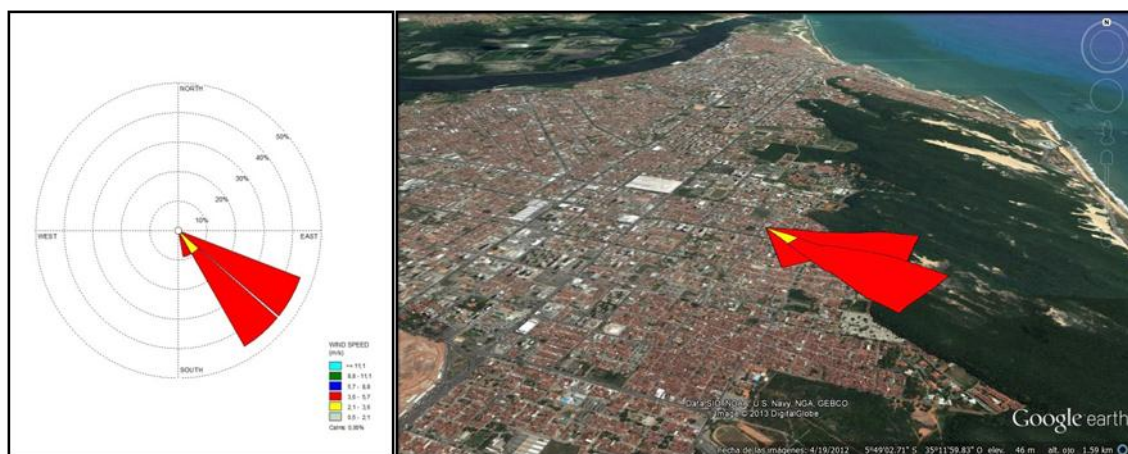 NORTH
50%
40%
30%
20%
10%
WEST
EAST
SOUTH
WIND SPEED
(m/s)
>= 11,1
8,8 - 11,1
5,7 - 8,8
3,6 - 5,7
2,1 - 3,6
0,5 - 2,1
Calms: 0.00%
N
Data SIO, NOAA, U.S. Navy, NGA, GEBCO
Image © 2013 DigitalGlobe
Google earth
Fecha de las imágenes: 4/19/2012 5°49'02.71" S 35°11'59.83" O elev. 46 m alt. ojo 1.59 km